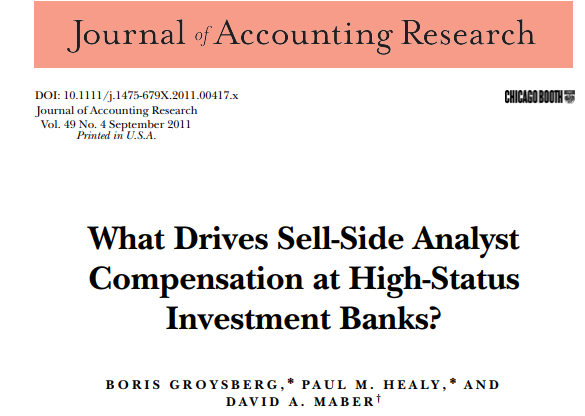 Journal of Accounting Research
DOI: 10.1111/j.1475-679X.2011.00417.x
CHICAGO BOOTH
Journal of Accounting Research
Vol. 49 No. 4 September 2011
Printed in U.S.A.
What Drives Sell-Side Analyst
Compensation at High-Status
Investment Banks?
BORIS GROYSBERG,* PAUL M. HEALY,* AND
DAVID A. MABER†